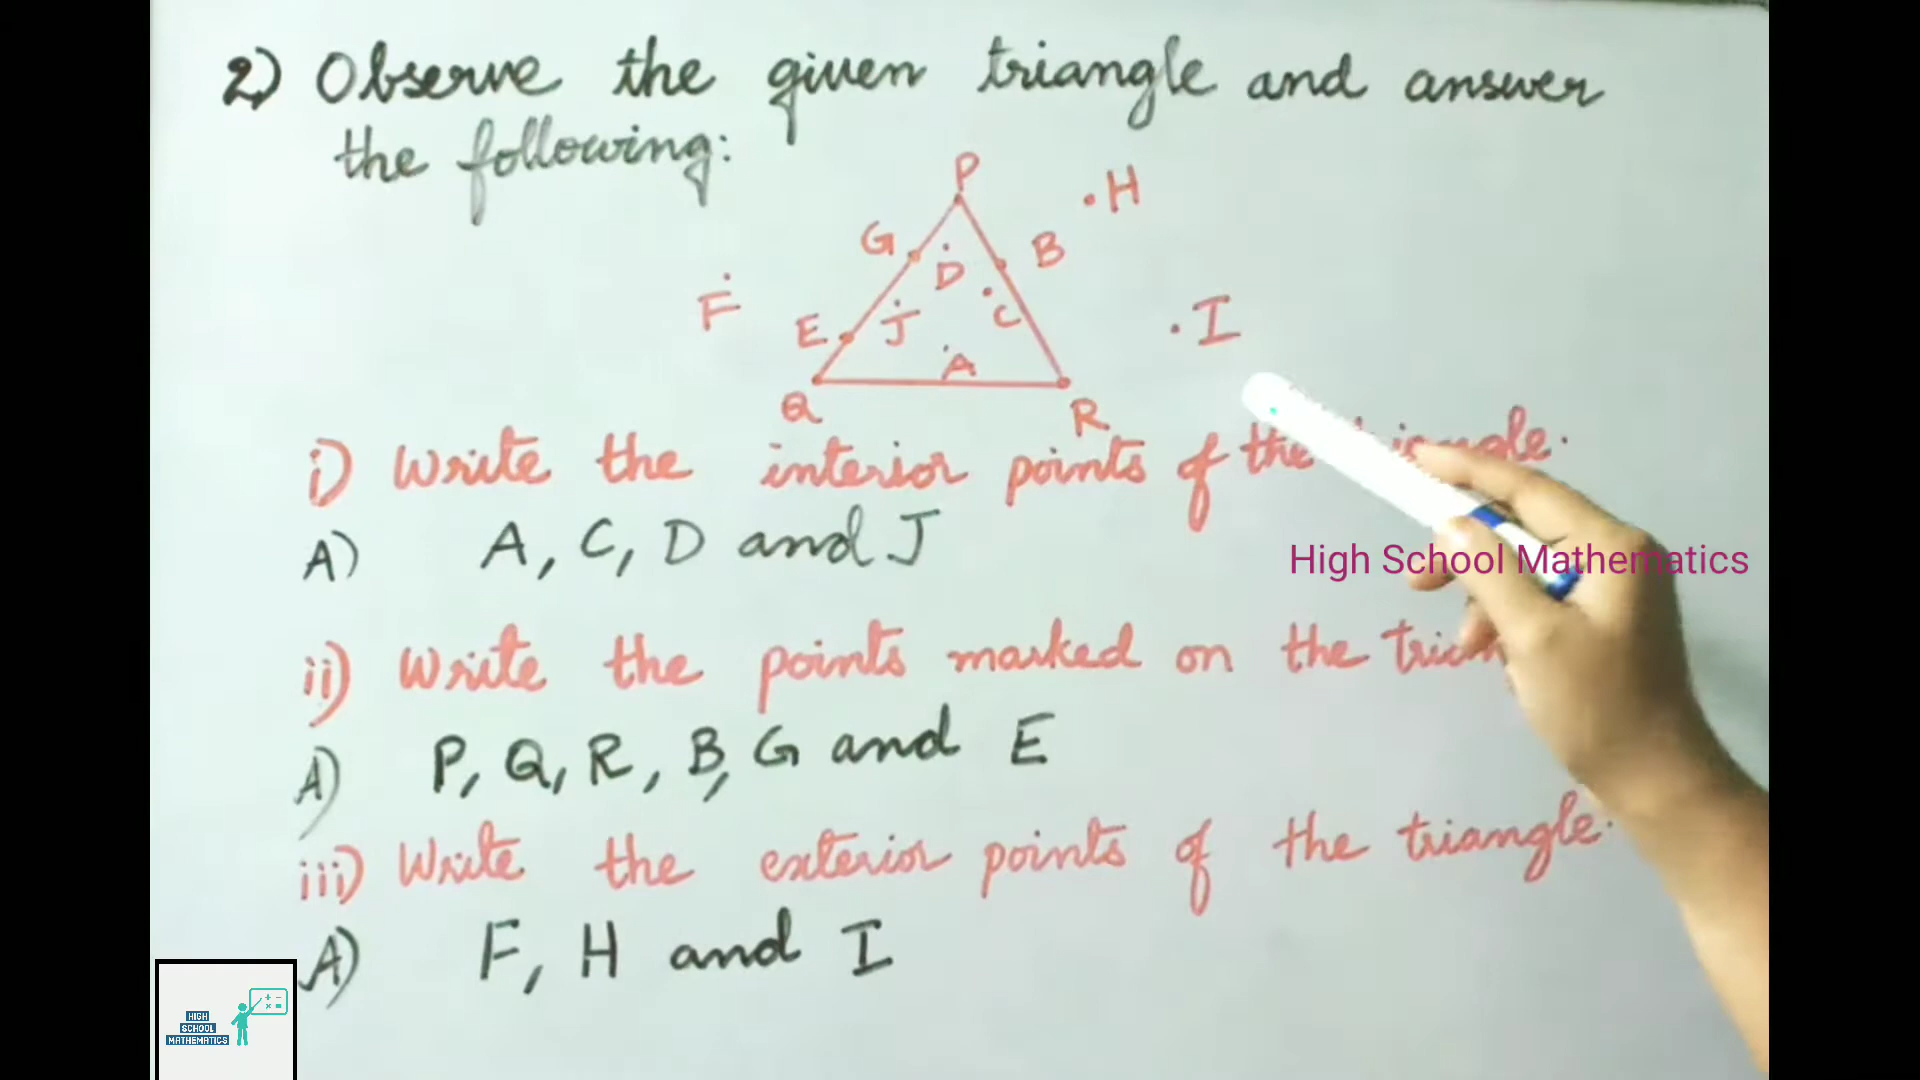 2) Observe the given triangle and answer
the following:
P
H
G
B
D
F
C
J
E
I
A
Q
R
i) Write the interior points of the
A) A, C, D and J
High School Mathematics
ii) Write the points marked on the
A) P, Q, R, B, G and E
iii) Write the exterior points of the triangle.
A) F, H and I
HIGH
SCHOOL
MATHEMATICS